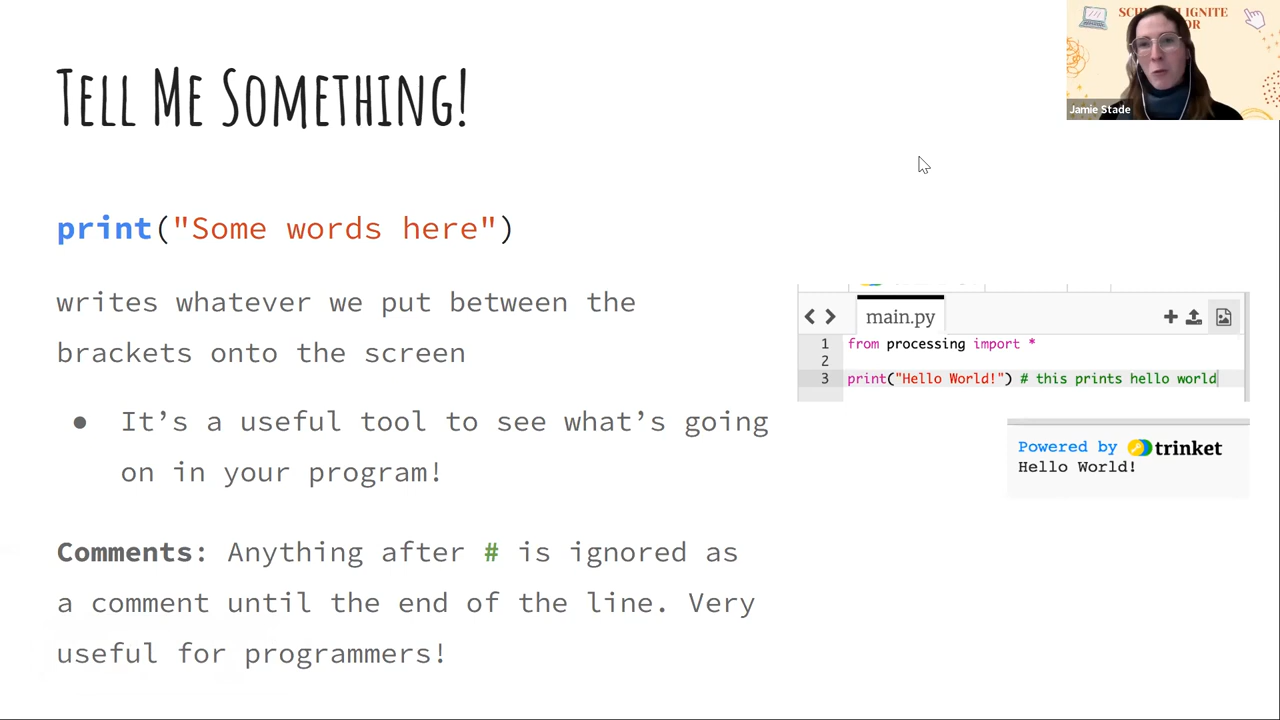 TELL ME SOMETHING!
print("Some words here")
writes whatever we put between the
brackets onto the screen
● It's a useful tool to see what's going
on in your program!
Comments: Anything after # is ignored as
a comment until the end of the line. Very
useful for programmers!
IGNITE
Jamie Stade
main.py
1 from processing import *
2
3 print("Hello World!") # this prints hello world
Powered by trinket
Hello World!